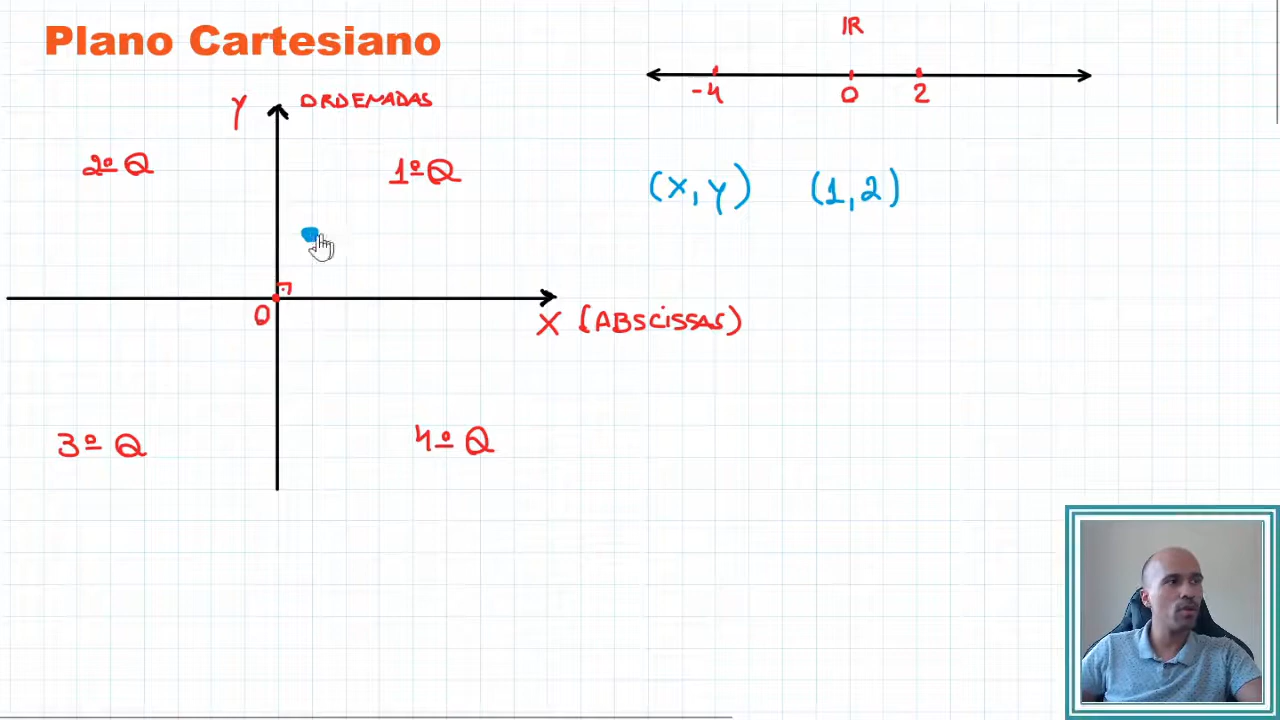 Plano Cartesiano
IR
-4 0 2
Y ORDENADAS
2º Q 1º Q
(X, Y) (1, 2)
0
X (ABSCISSAS)
3º Q 4º Q